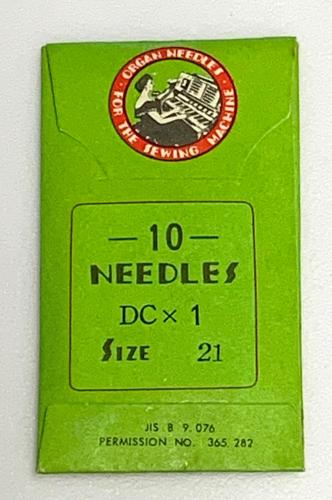 ORGAN NEEDLES
· FOR THE SEWING MACHINE ·
— 10 —
NEEDLES
DC × 1
SIZE 21
JIS B 9.076
PERMISSION NO. 365.282